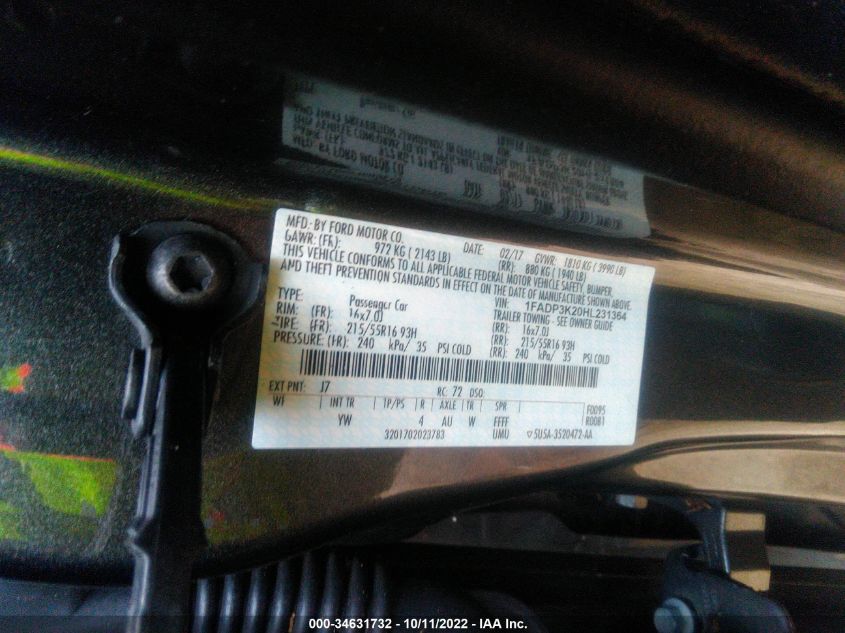 MFD. BY FORD MOTOR CO.
DATE: 02/17 GVWR: 1810 KG ( 3990 LB)
GAWR: (FR): 972 KG ( 2143 LB) (RR): 880 KG ( 1940 LB)
THIS VEHICLE CONFORMS TO ALL APPLICABLE FEDERAL MOTOR VEHICLE SAFETY, BUMPER,
AND THEFT PREVENTION STANDARDS IN EFFECT ON THE DATE OF MANUFACTURE SHOWN ABOVE.
TYPE: Passenger Car VIN: 1FADP3K20HL231364
TRAILER TOWING - SEE OWNER GUIDE
RIM: (FR): 16x7.0J (RR): 16x7.0J
TIRE: (FR): 215/55R16 93H (RR): 215/55R16 93H
PRESSURE: (FR): 240 kPa/ 35 PSI COLD (RR): 240 kPa/ 35 PSI COLD
EXT PNT: J7 RC: 72 DSO:
WF INT TR TP/PS R AXLE TR SPR F0095
YW 4 AU W FFFF R0081
3201702023783 UMU 5USA-3520472-AA
000-34631732 - 10/11/2022 - IAA Inc.